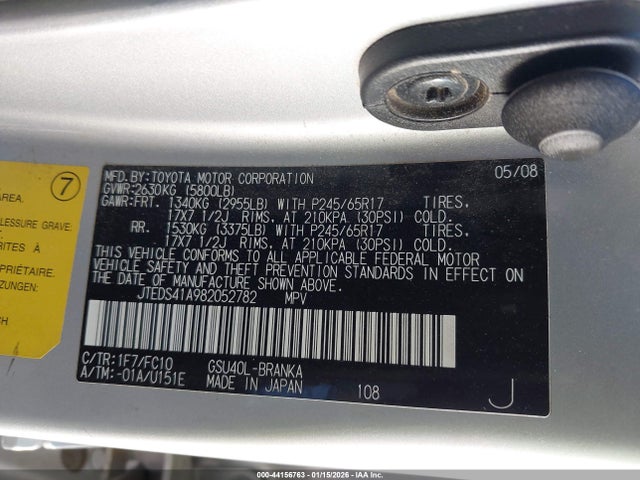 MFD.BY:TOYOTA MOTOR CORPORATION 05/08
GVWR:2630KG (5800LB)
GAWR:FRT. 1340KG (2955LB) WITH P245/65R17 TIRES,
17X7 1/2J RIMS, AT 210KPA (30PSI) COLD.
RR. 1530KG (3375LB) WITH P245/65R17 TIRES,
17X7 1/2J RIMS, AT 210KPA (30PSI) COLD.
THIS VEHICLE CONFORMS TO ALL APPLICABLE FEDERAL MOTOR
VEHICLE SAFETY AND THEFT PREVENTION STANDARDS IN EFFECT ON
THE DATE OF MANUFACTURE SHOWN ABOVE.
JTEDS41A982052782 MPV
C/TR:1F7/FC10 GSU40L-BRANKA
A/TM:-01A/U151E MADE IN JAPAN 108 J
7
AREA.
LESSURE GRAVE:
RITÉS À
PROPRIÉTAIRE.
CH
000-44156763 - 01/15/2026 - IAA Inc.